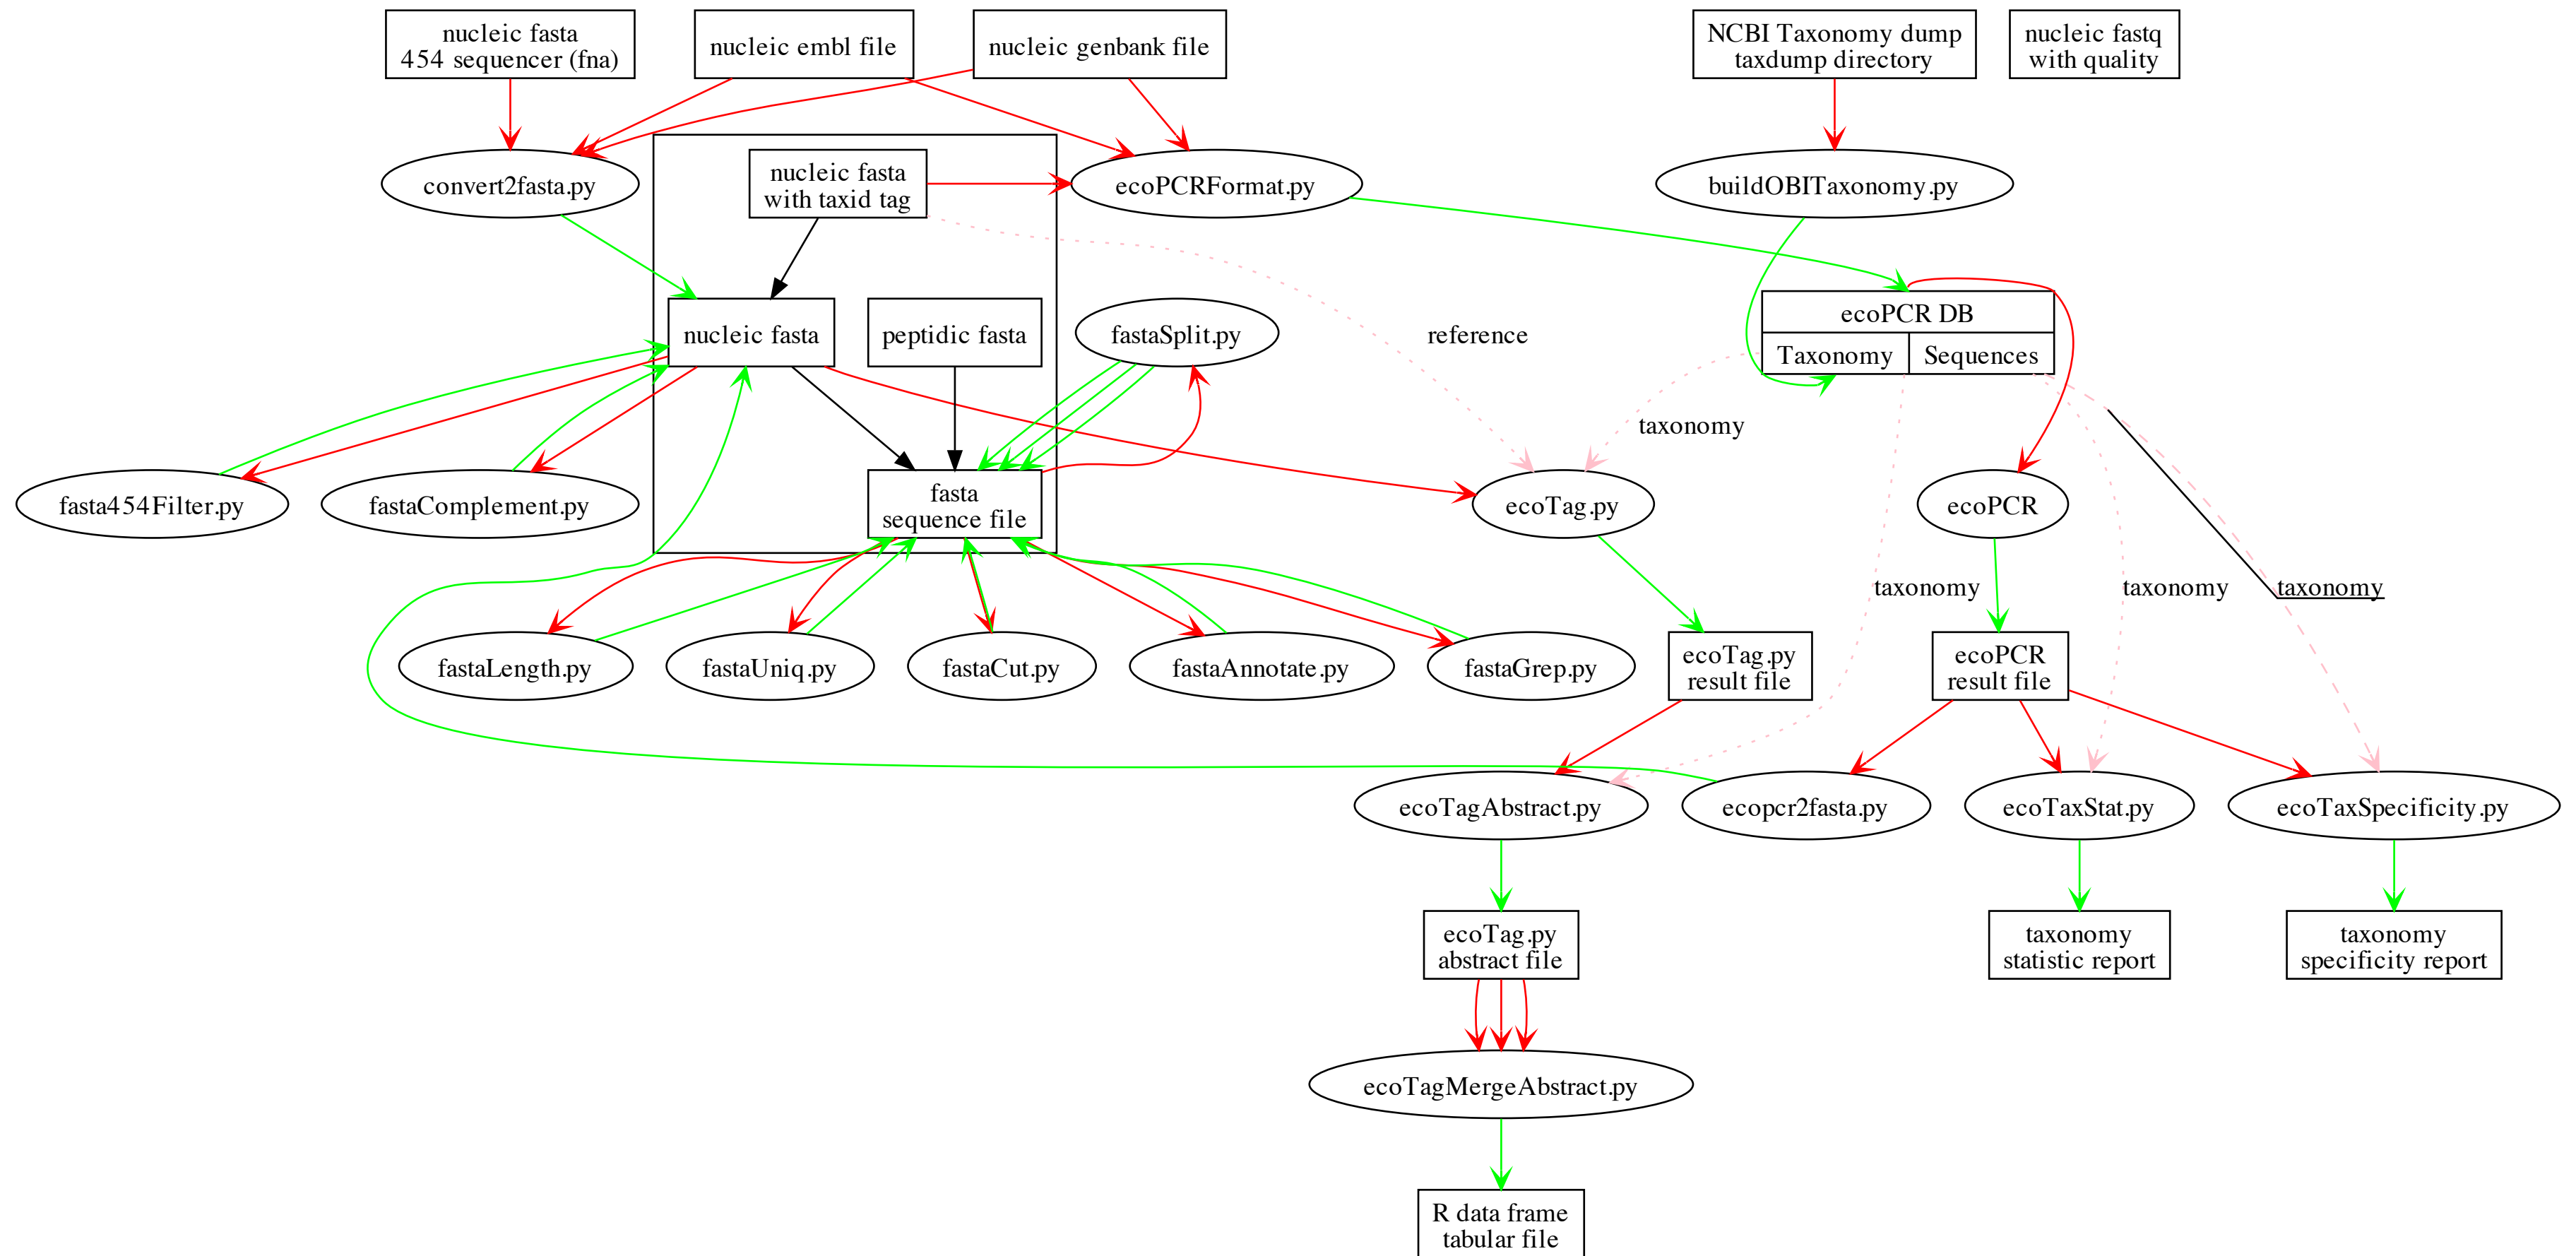 nucleic fasta
454 sequencer (fna)
nucleic embl file
nucleic genbank file
NCBI Taxonomy dump
taxdump directory
nucleic fastq
with quality
convert2fasta.py
nucleic fasta
with taxid tag
ecoPCRFormat.py
buildOBITaxonomy.py
nucleic fasta
peptidic fasta
fastaSplit.py
reference
ecoPCR DB
Taxonomy
Sequences
taxonomy
fasta454Filter.py
fastaComplement.py
fasta
sequence file
ecoTag.py
ecoPCR
taxonomy
taxonomy
taxonomy
fastaLength.py
fastaUniq.py
fastaCut.py
fastaAnnotate.py
fastaGrep.py
ecoTag.py
result file
ecoPCR
result file
ecoTagAbstract.py
ecopcr2fasta.py
ecoTaxStat.py
ecoTaxSpecificity.py
ecoTag.py
abstract file
taxonomy
statistic report
taxonomy
specificity report
ecoTagMergeAbstract.py
R data frame
tabular file